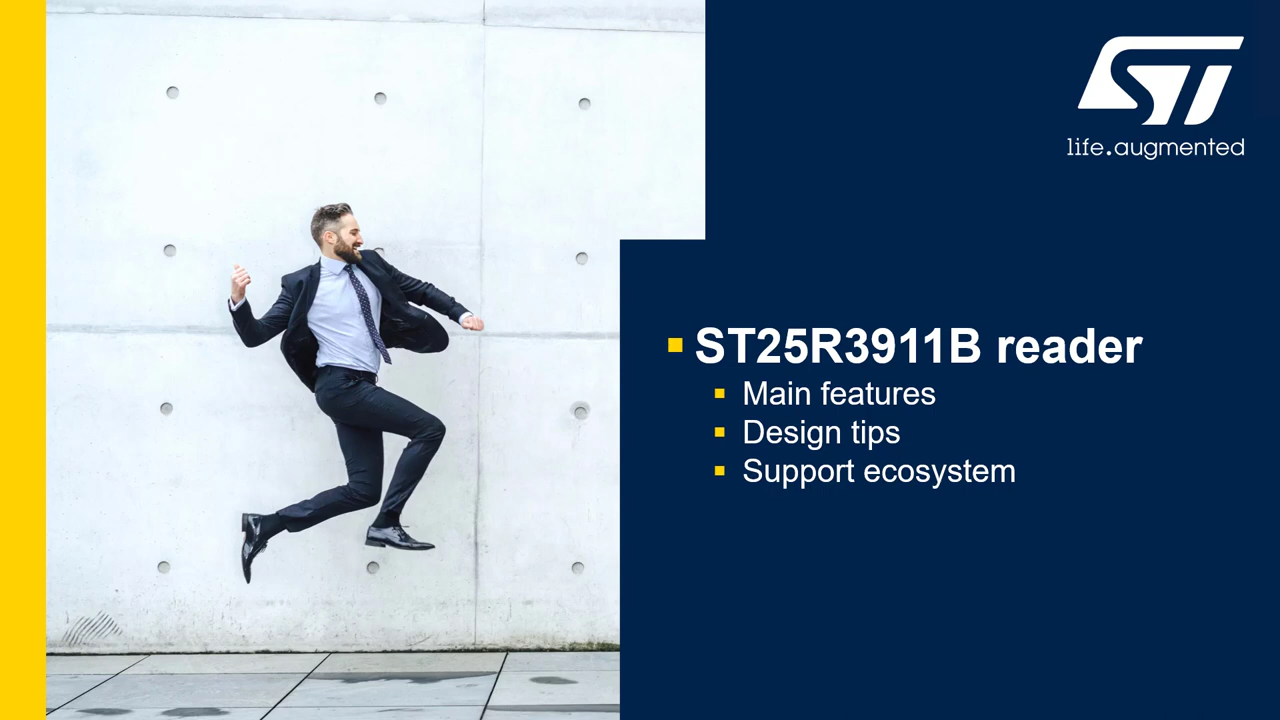 ST
life.augmented
ST25R3911B reader
Main features
Design tips
Support ecosystem